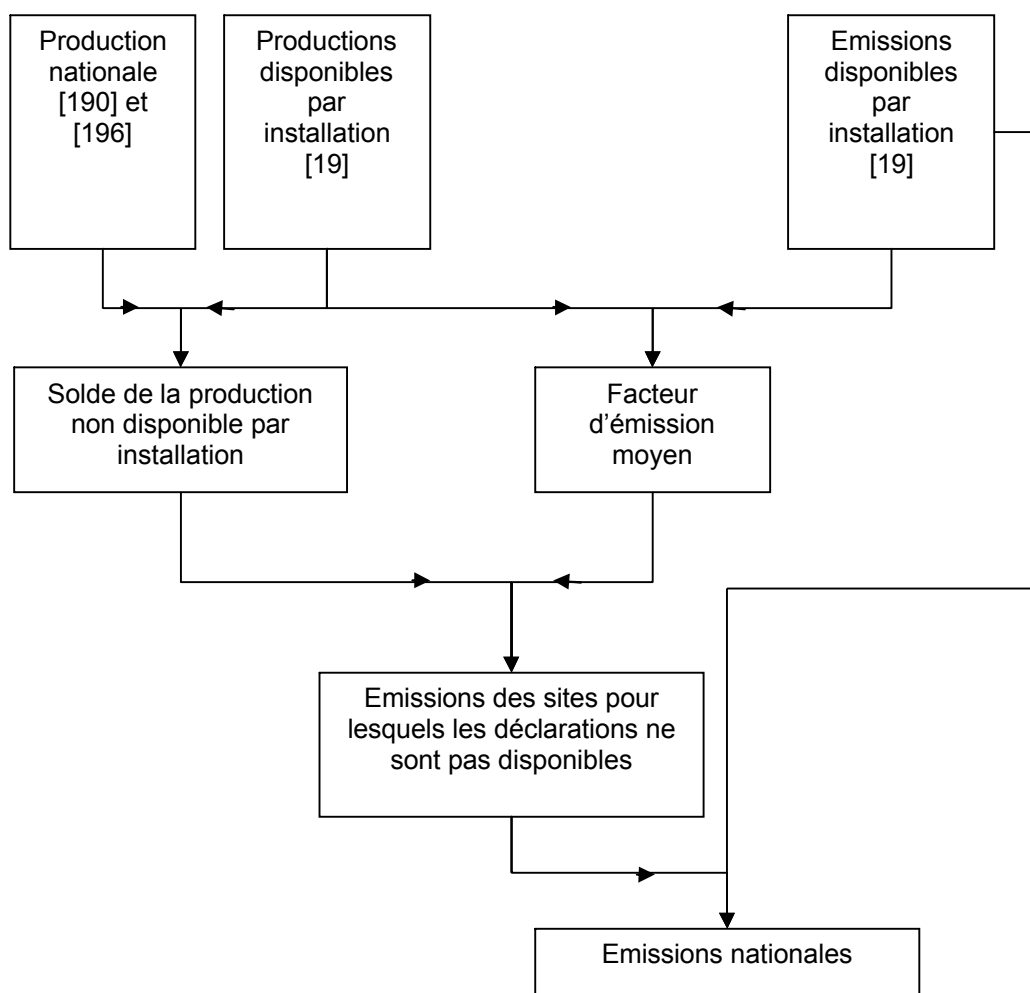 Production
nationale
[190] et
[196]
Productions
disponibles
par
installation
[19]
Emissions
disponibles
par
installation
[19]
Solde de la production
non disponible par
installation
Facteur
d’émission
moyen
Emissions des sites pour
lesquels les déclarations ne
sont pas disponibles
Emissions nationales